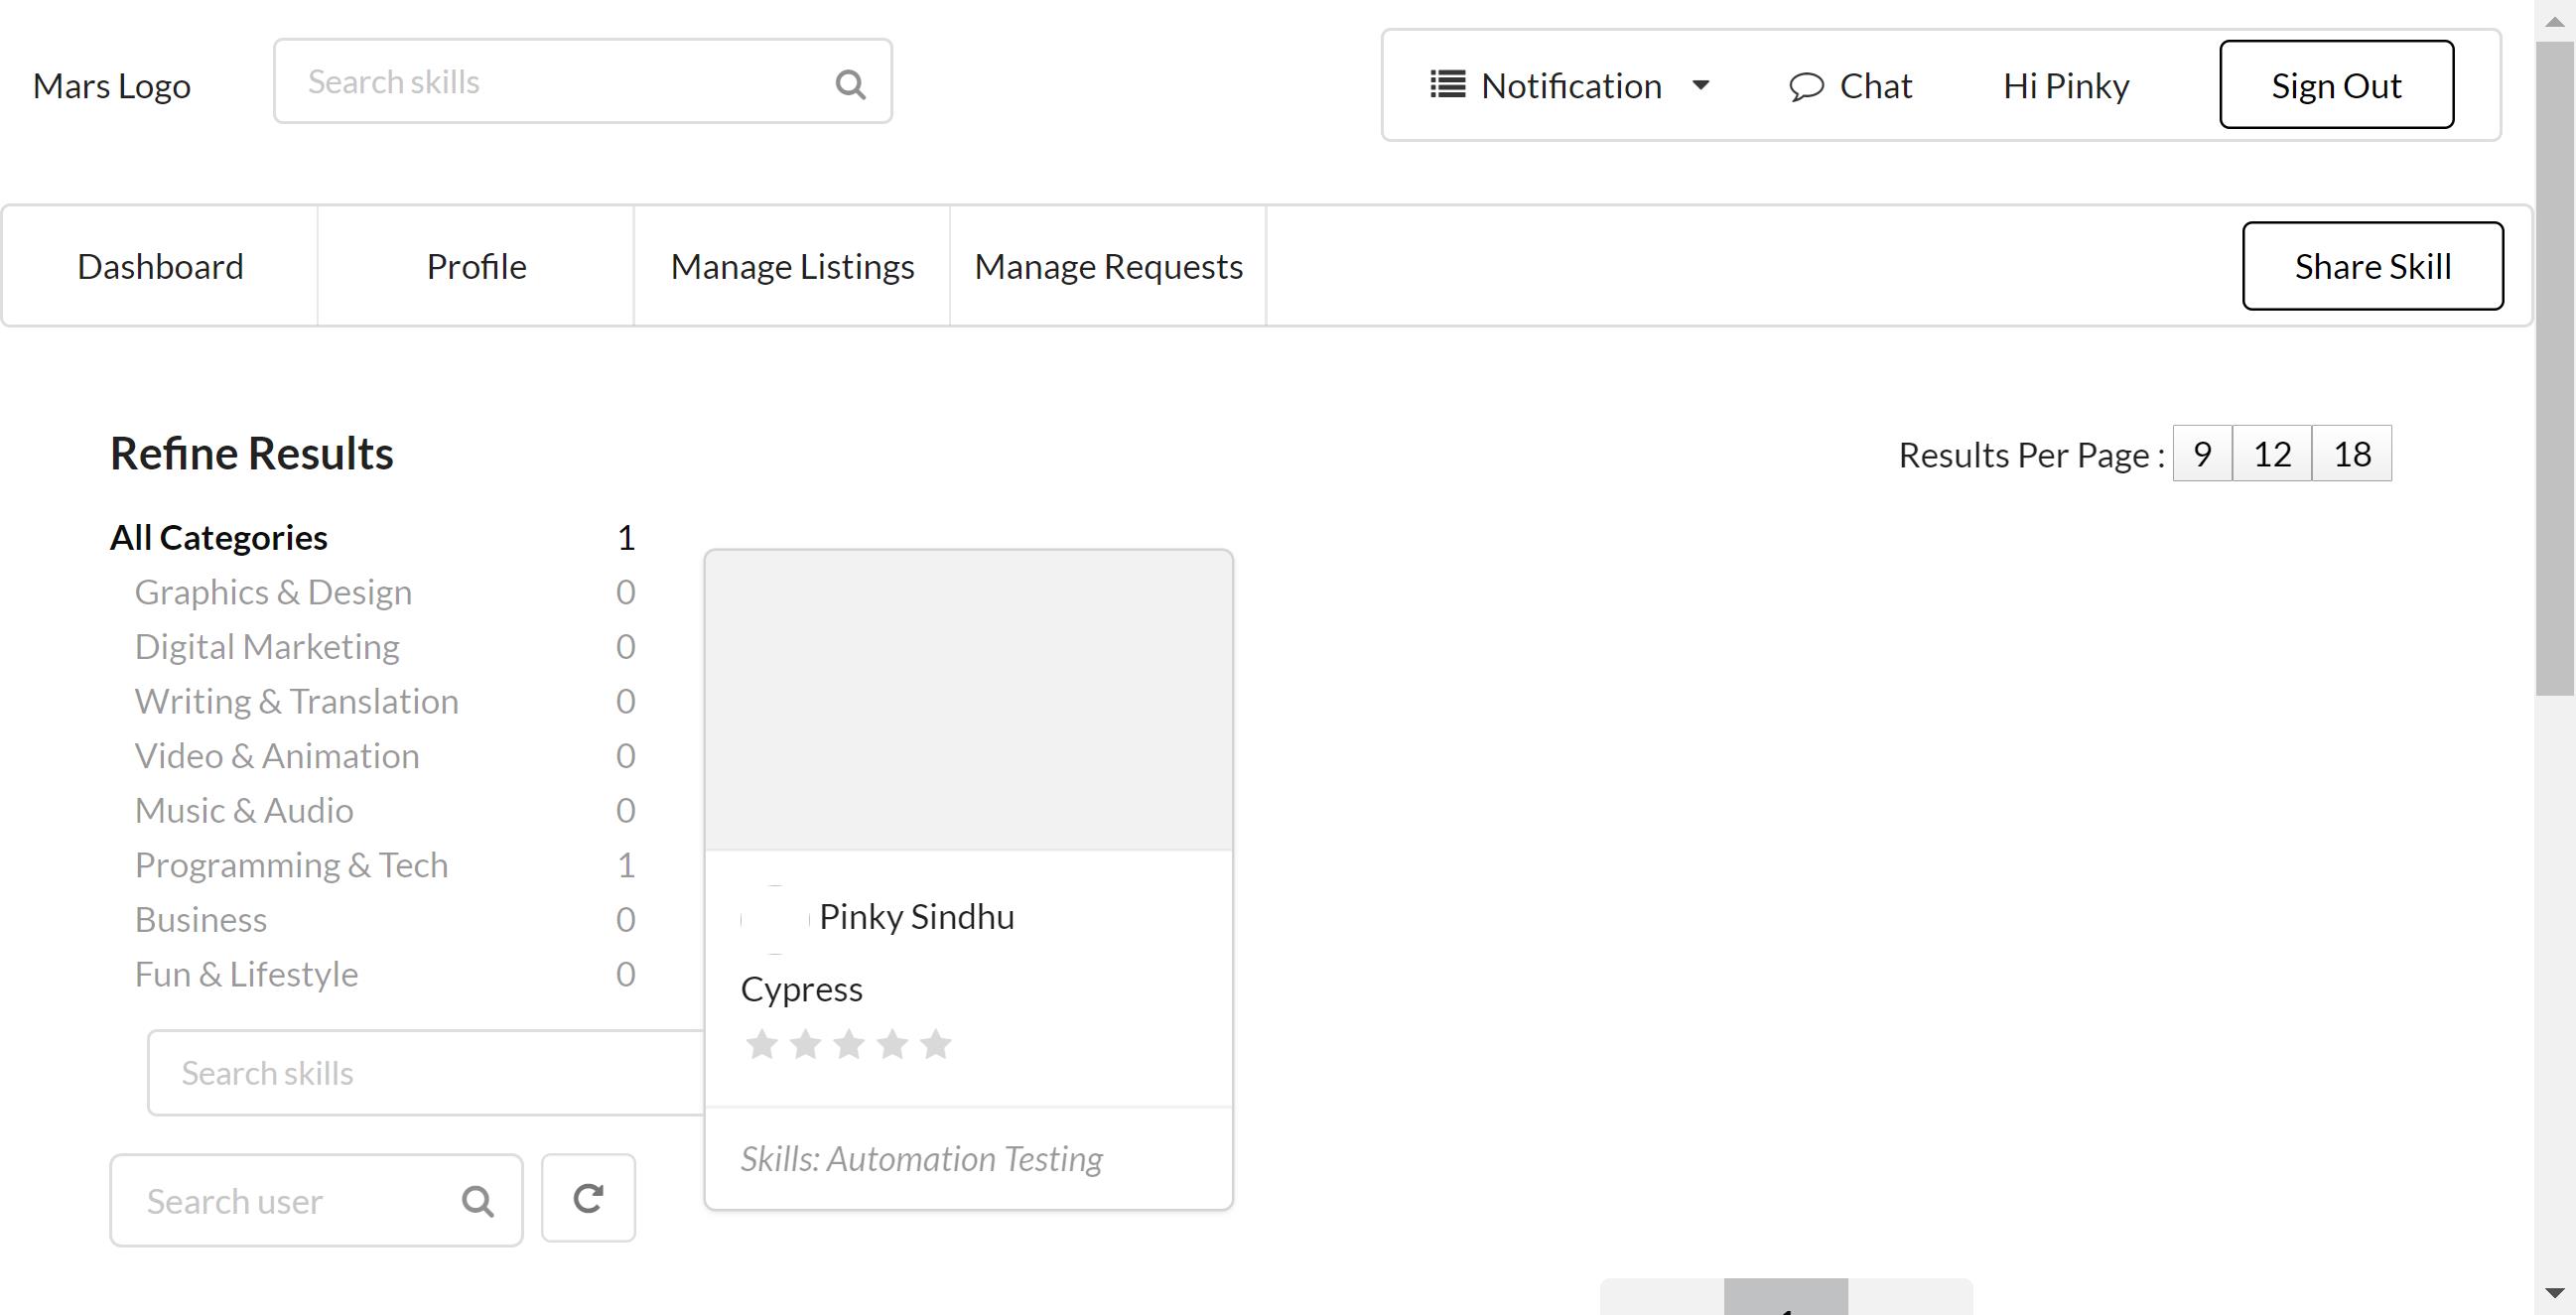 Mars Logo
Search skills
Notification
Chat
Hi Pinky
Sign Out
Dashboard
Profile
Manage Listings
Manage Requests
Share Skill
Refine Results
Results Per Page : 9 12 18
All Categories 1
Graphics & Design 0
Digital Marketing 0
Writing & Translation 0
Video & Animation 0
Music & Audio 0
Programming & Tech 1
Business 0
Fun & Lifestyle 0
Search skills
Search user
Pinky Sindhu
Cypress
Skills: Automation Testing